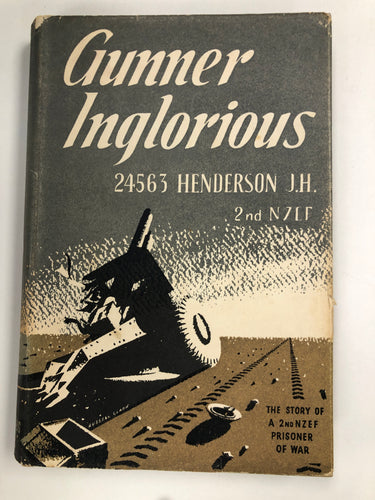 Gunner
Inglorious
24563 HENDERSON J.H.
2nd NZEF
THE STORY OF
A 2ND NZEF
PRISONER
OF WAR